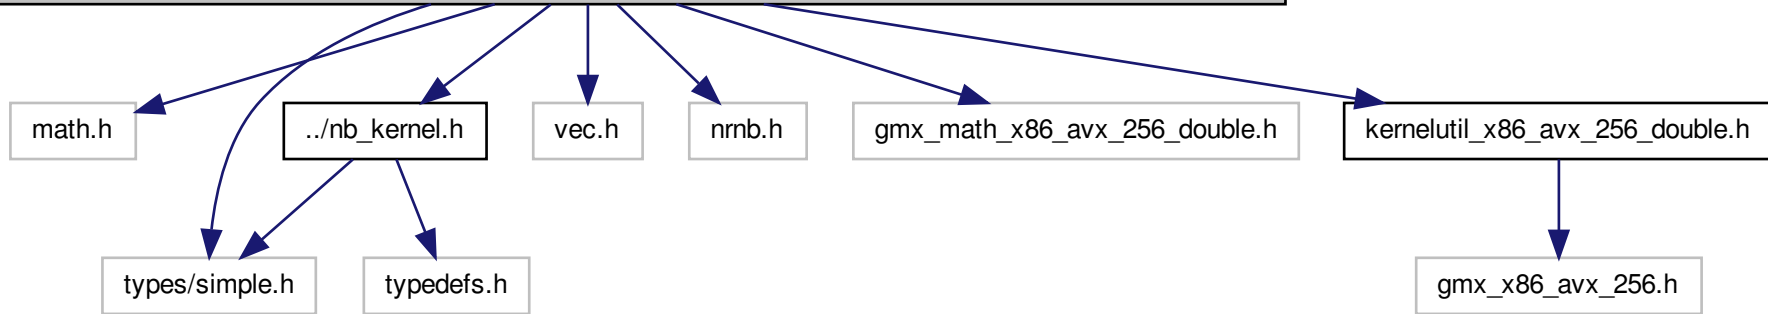 math.h
../nb_kernel.h
vec.h
nrnb.h
gmx_math_x86_avx_256_double.h
kernelutil_x86_avx_256_double.h
types/simple.h
typedefs.h
gmx_x86_avx_256.h